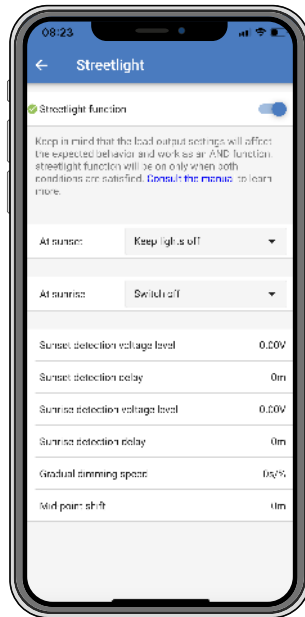 08:23
Streetlight
Streetlight function
Keep in mind that the load output settings will affect
the expected behavior and work as an AND function,
streetlight function will be on only when both
conditions are satisfied. Consult the manual to learn
more.
At sunset Keep lights off
At sunrise Switch off
Sunset detection voltage level 0.00V
Sunset detection delay 0m
Sunrise detection voltage level 0.00V
Sunrise detection delay 0m
Gradual dimming speed 0s/%
Mid point shift 0m